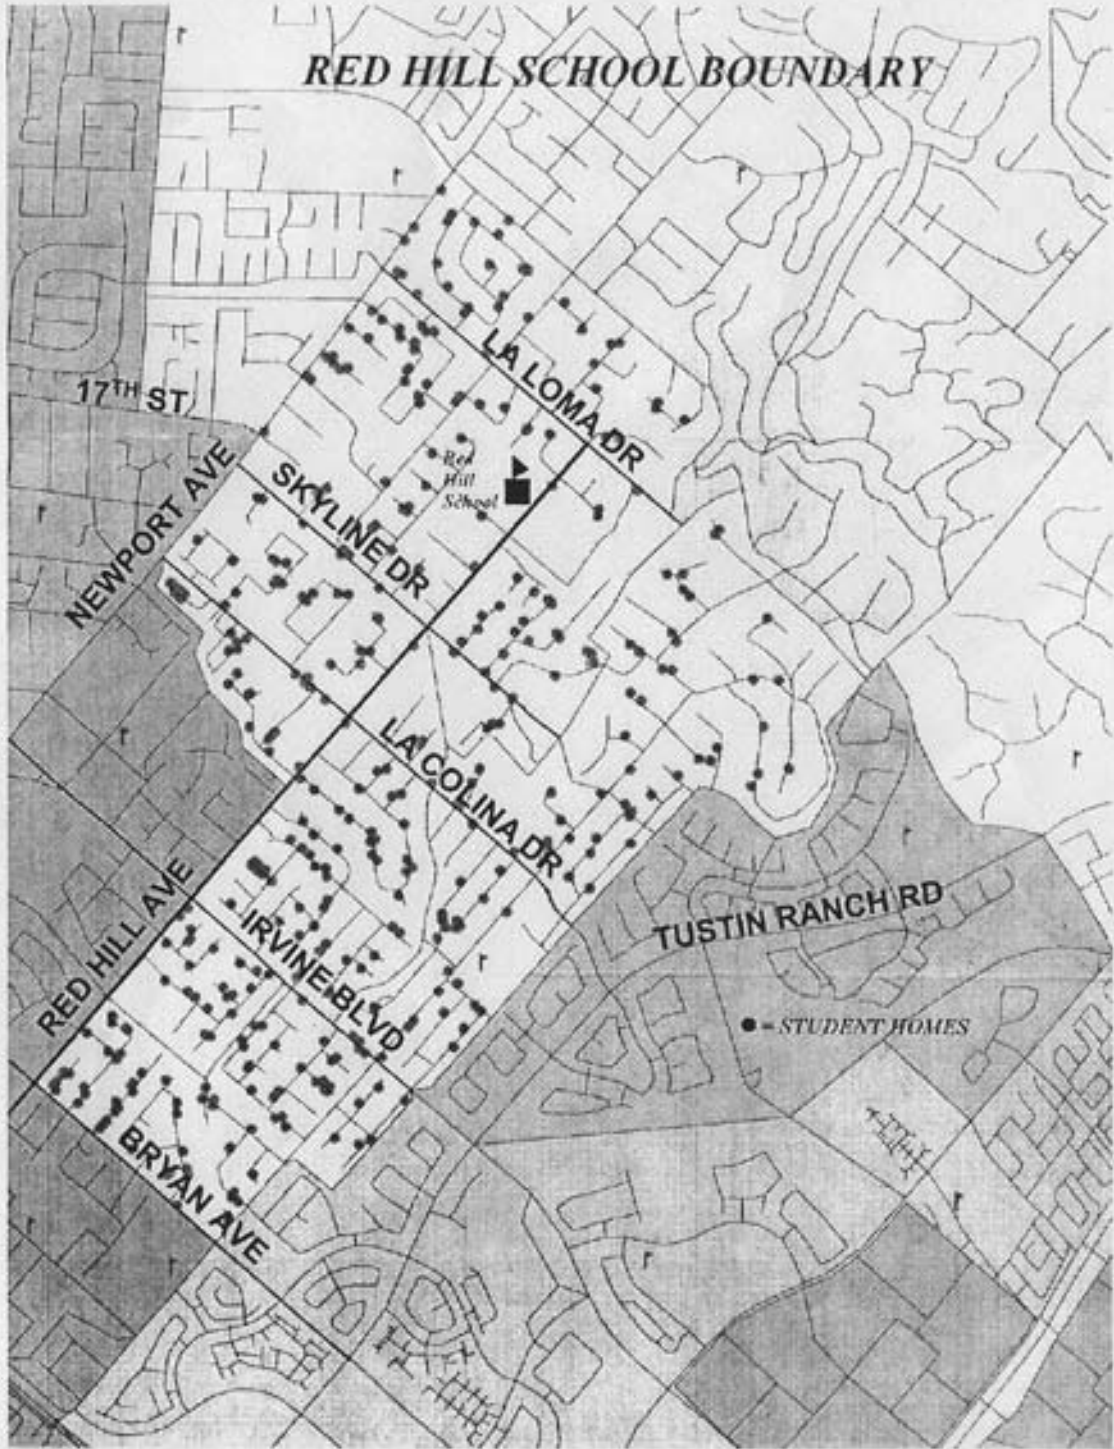 RED HILL SCHOOL BOUNDARY
LA LOMA DR
17TH ST
Red
Hill
School
SKYLINE DR
NEWPORT AVE
LA COLINA DR
RED HILL AVE
TUSTIN RANCH RD
IRVINE BLVD
= STUDENT HOMES
BRYAN AVE